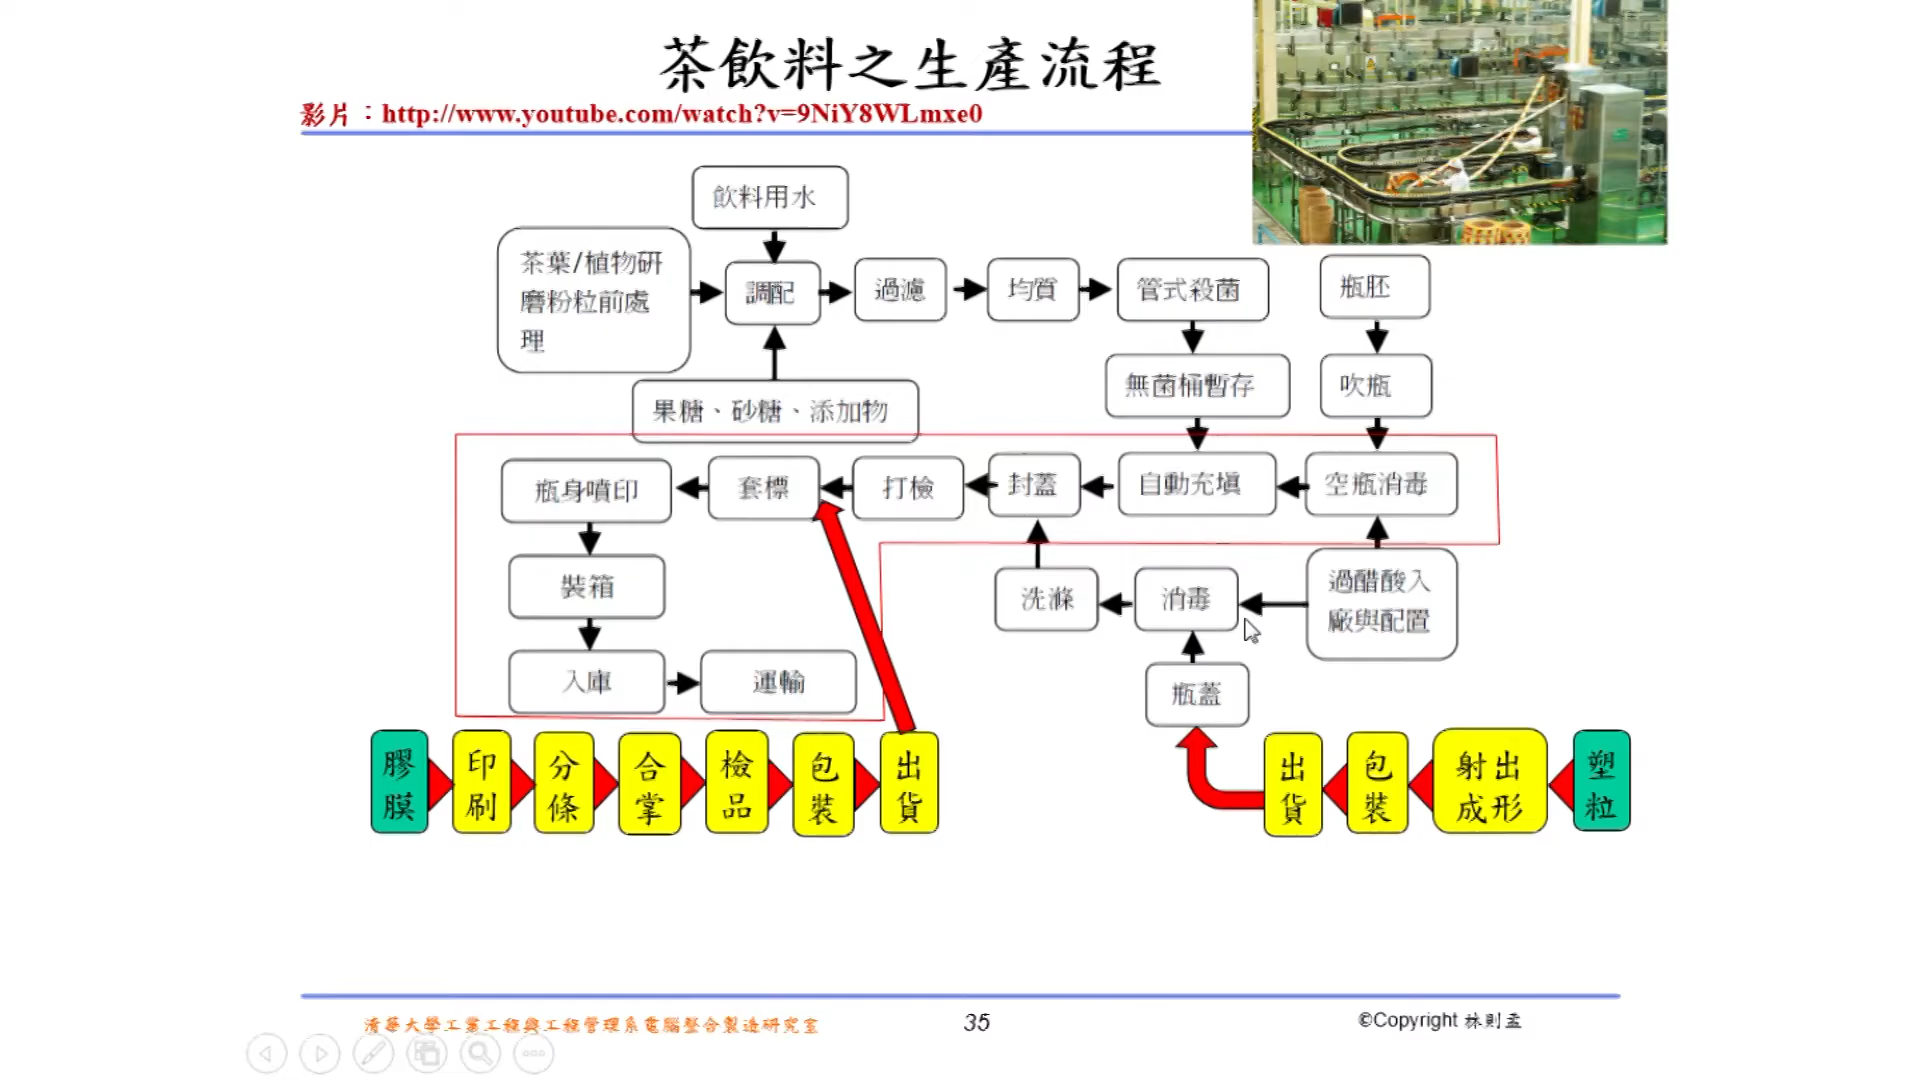 茶飲料之生產流程
影片：http://www.youtube.com/watch?v=9NiY8WLmxe0
飲料用水
茶葉/植物研
磨粉粒前處
理
調配
過濾
均質
管式殺菌
瓶胚
果糖、砂糖、添加物
無菌桶暫存
吹瓶
瓶身噴印
套標
打檢
封蓋
自動充填
空瓶消毒
裝箱
洗滌
消毒
過醋酸入
廠與配置
入庫
運輸
瓶蓋
膠膜
印刷
分條
合掌
檢品
包裝
出貨
出貨
包裝
射出
成形
塑粒
清華大學工業工程與工程管理系電腦整合製造研究室
35
©Copyright 林則孟